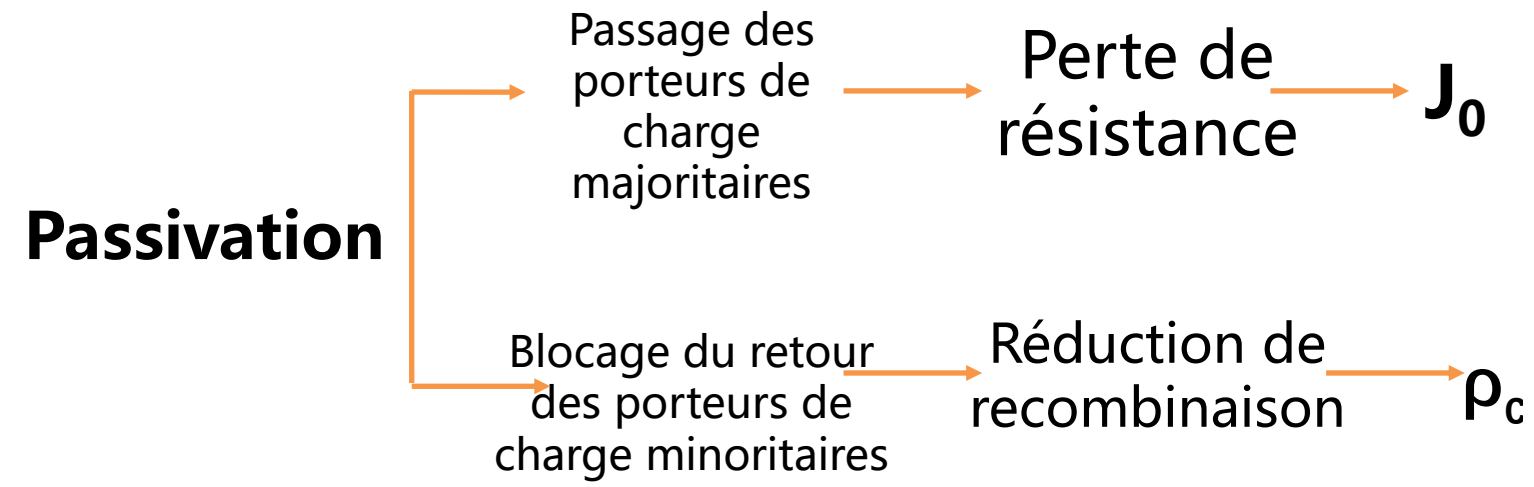 Passivation
Passage des
porteurs de
charge
majoritaires
Perte de
résistance
J₀
Blocage du retour
des porteurs de
charge minoritaires
Réduction de
recombinaison
ρc